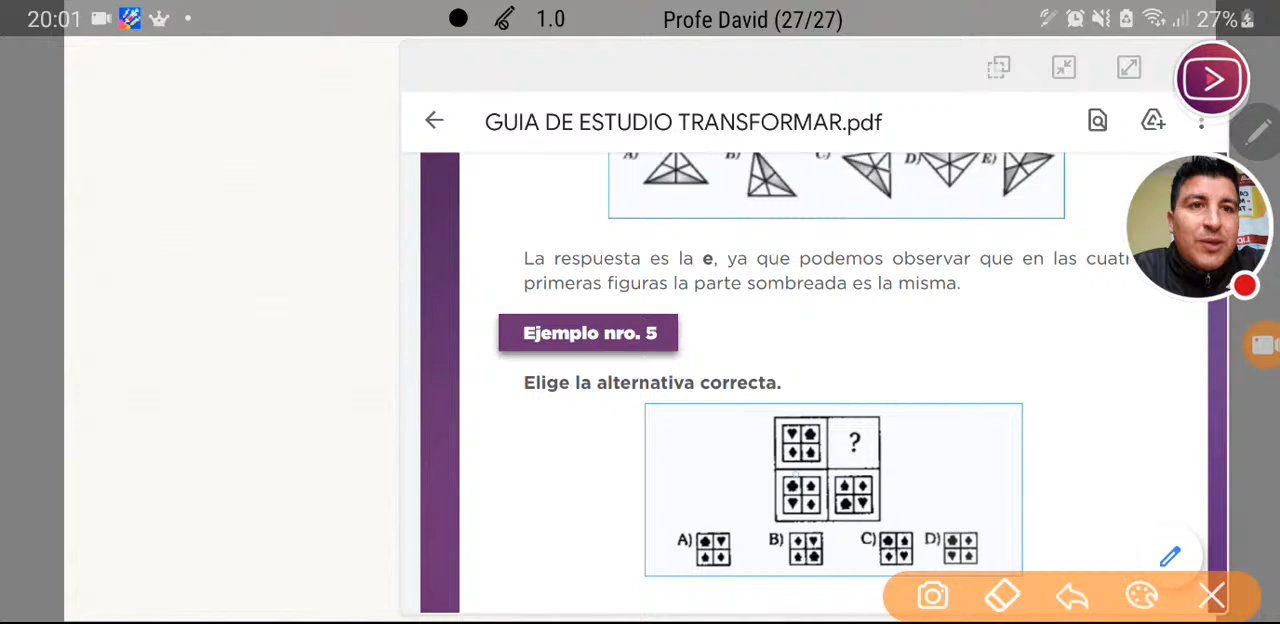 20:01 1.0 Profe David (27/27) 27%
GUIA DE ESTUDIO TRANSFORMAR.pdf
A) B) C) D) E)
La respuesta es la e, ya que podemos observar que en las cuatr
primeras figuras la parte sombreada es la misma.
Ejemplo nro. 5
Elige la alternativa correcta.
?
A) B) C) D)